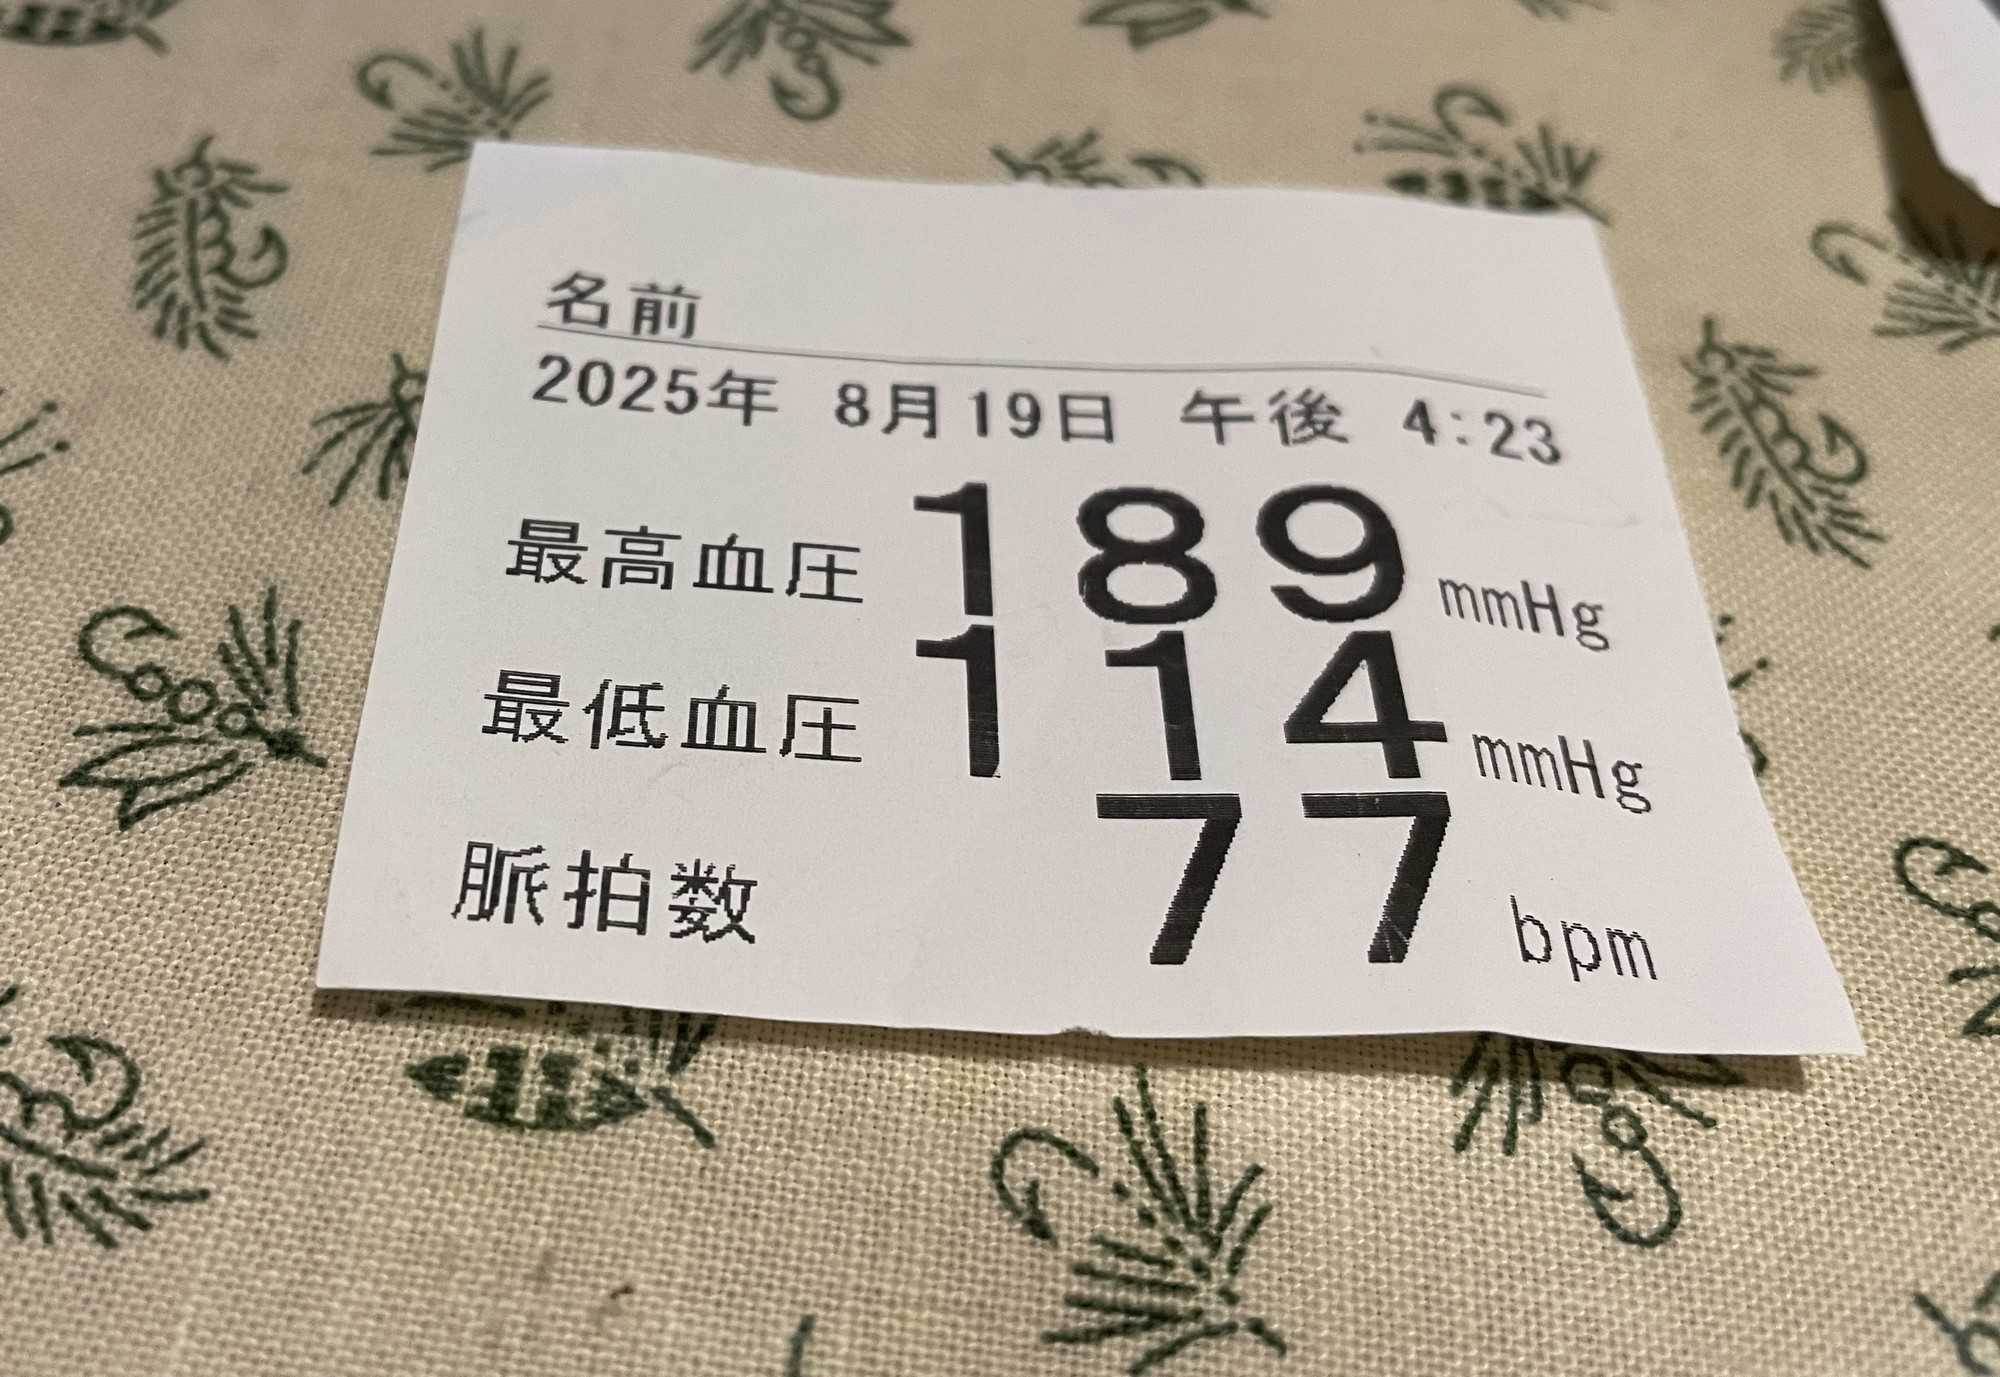 名前
2025年 8月19日 午後 4:23
最高血圧 189 mmHg
最低血圧 114 mmHg
脈拍数 77 bpm